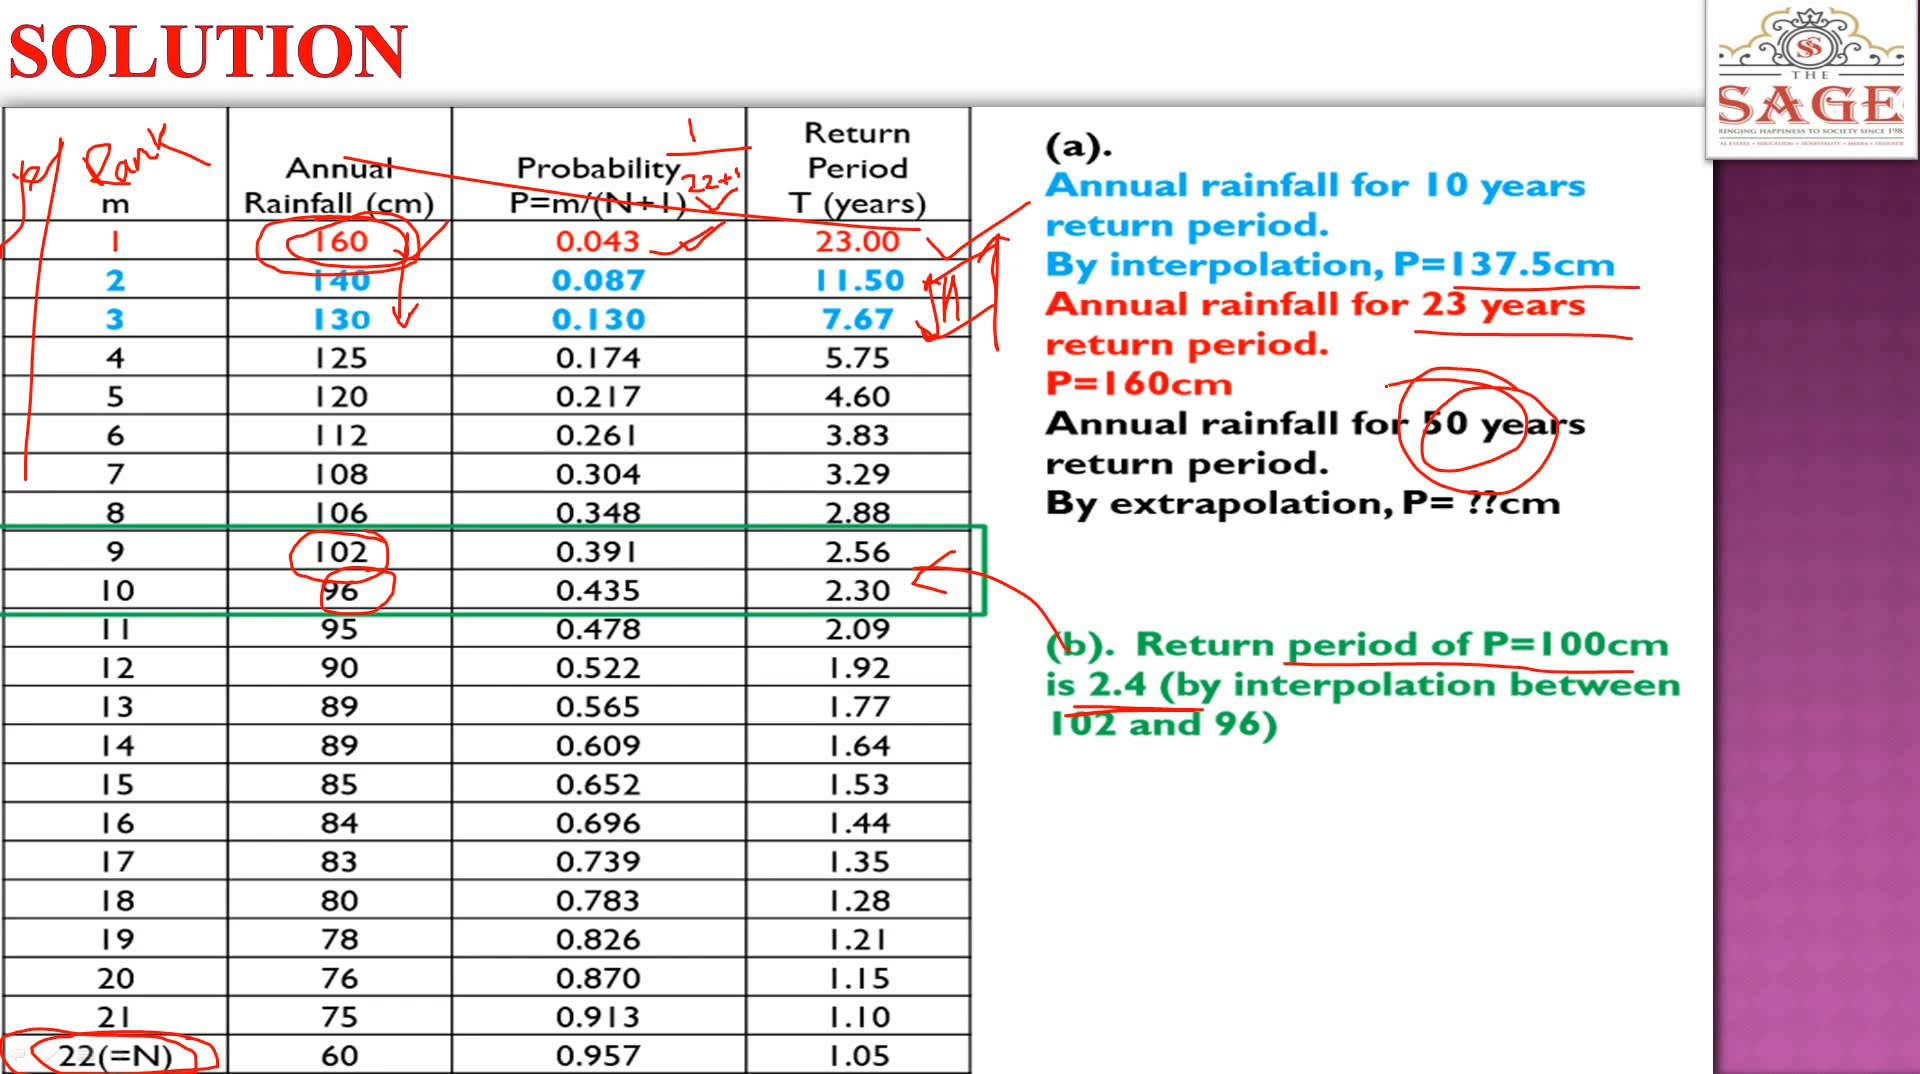 SOLUTION
THE
SAGE
Rank
m
Annual
Rainfall (cm)
Probability
P=m/(N+1)
1
22+1
Return
Period
T (years)
1 160 0.043 23.00
2 140 0.087 11.50
3 130 0.130 7.67
4 125 0.174 5.75
5 120 0.217 4.60
6 112 0.261 3.83
7 108 0.304 3.29
8 106 0.348 2.88
9 102 0.391 2.56
10 96 0.435 2.30
11 95 0.478 2.09
12 90 0.522 1.92
13 89 0.565 1.77
14 89 0.609 1.64
15 85 0.652 1.53
16 84 0.696 1.44
17 83 0.739 1.35
18 80 0.783 1.28
19 78 0.826 1.21
20 76 0.870 1.15
21 75 0.913 1.10
22(=N) 60 0.957 1.05
(a).
Annual rainfall for 10 years
return period.
By interpolation, P=137.5cm
Annual rainfall for 23 years
return period.
P=160cm
Annual rainfall for 50 years
return period.
By extrapolation, P= ??cm
(b). Return period of P=100cm
is 2.4 (by interpolation between
102 and 96)